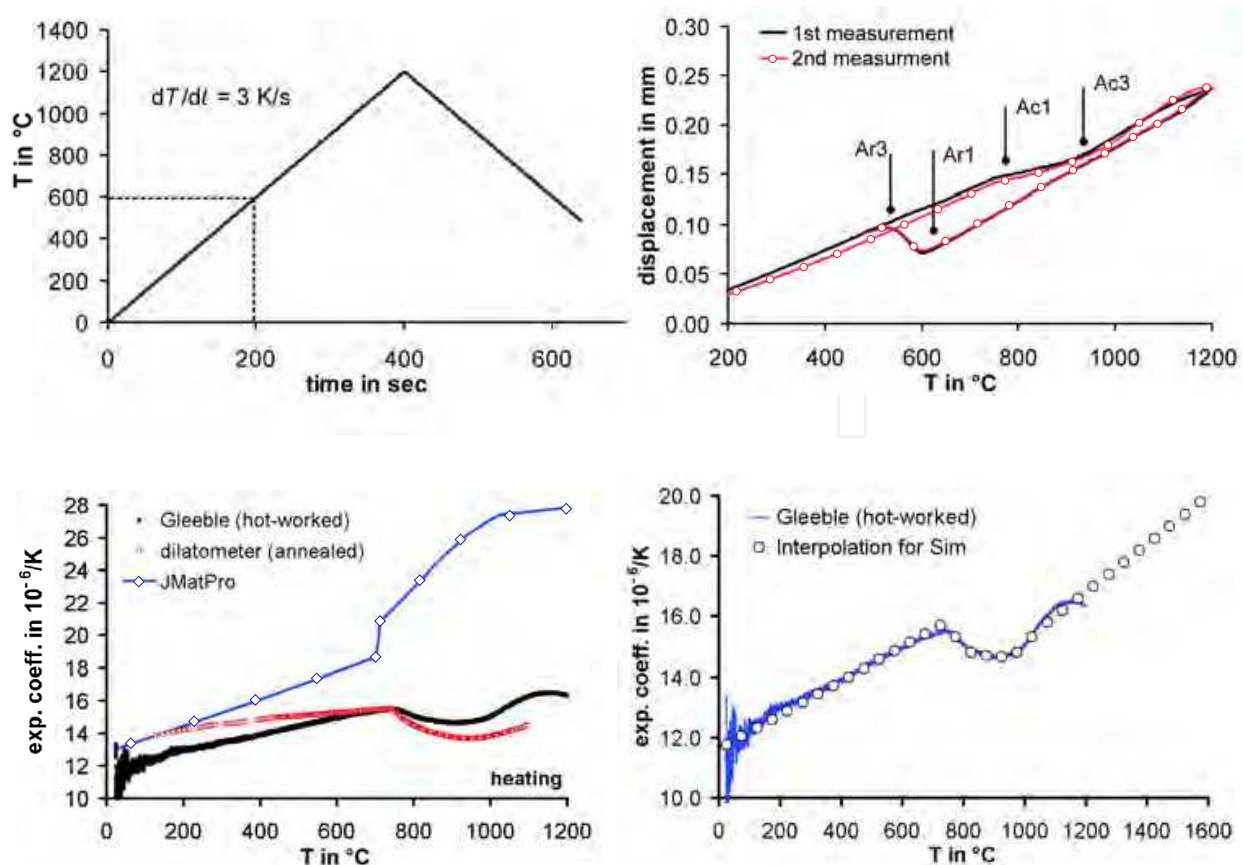 1400
1200
1000
800
600
400
200
0
T in °C
dT/dt = 3 K/s
0 200 400 600
time in sec
0.30
0.25
0.20
0.15
0.10
0.05
0.00
displacement in mm
1st measurement
2nd measurment
Ac3
Ac1
Ar3
Ar1
200 400 600 800 1000 1200
T in °C
28
26
24
22
20
18
16
14
12
10
exp. coeff. in 10⁻⁶/K
Gleeble (hot-worked)
dilatometer (annealed)
JMatPro
heating
0 200 400 600 800 1000 1200
T in °C
20.0
18.0
16.0
14.0
12.0
10.0
exp. coeff. in 10⁻⁶/K
Gleeble (hot-worked)
Interpolation for Sim
0 200 400 600 800 1000 1200 1400 1600
T in °C